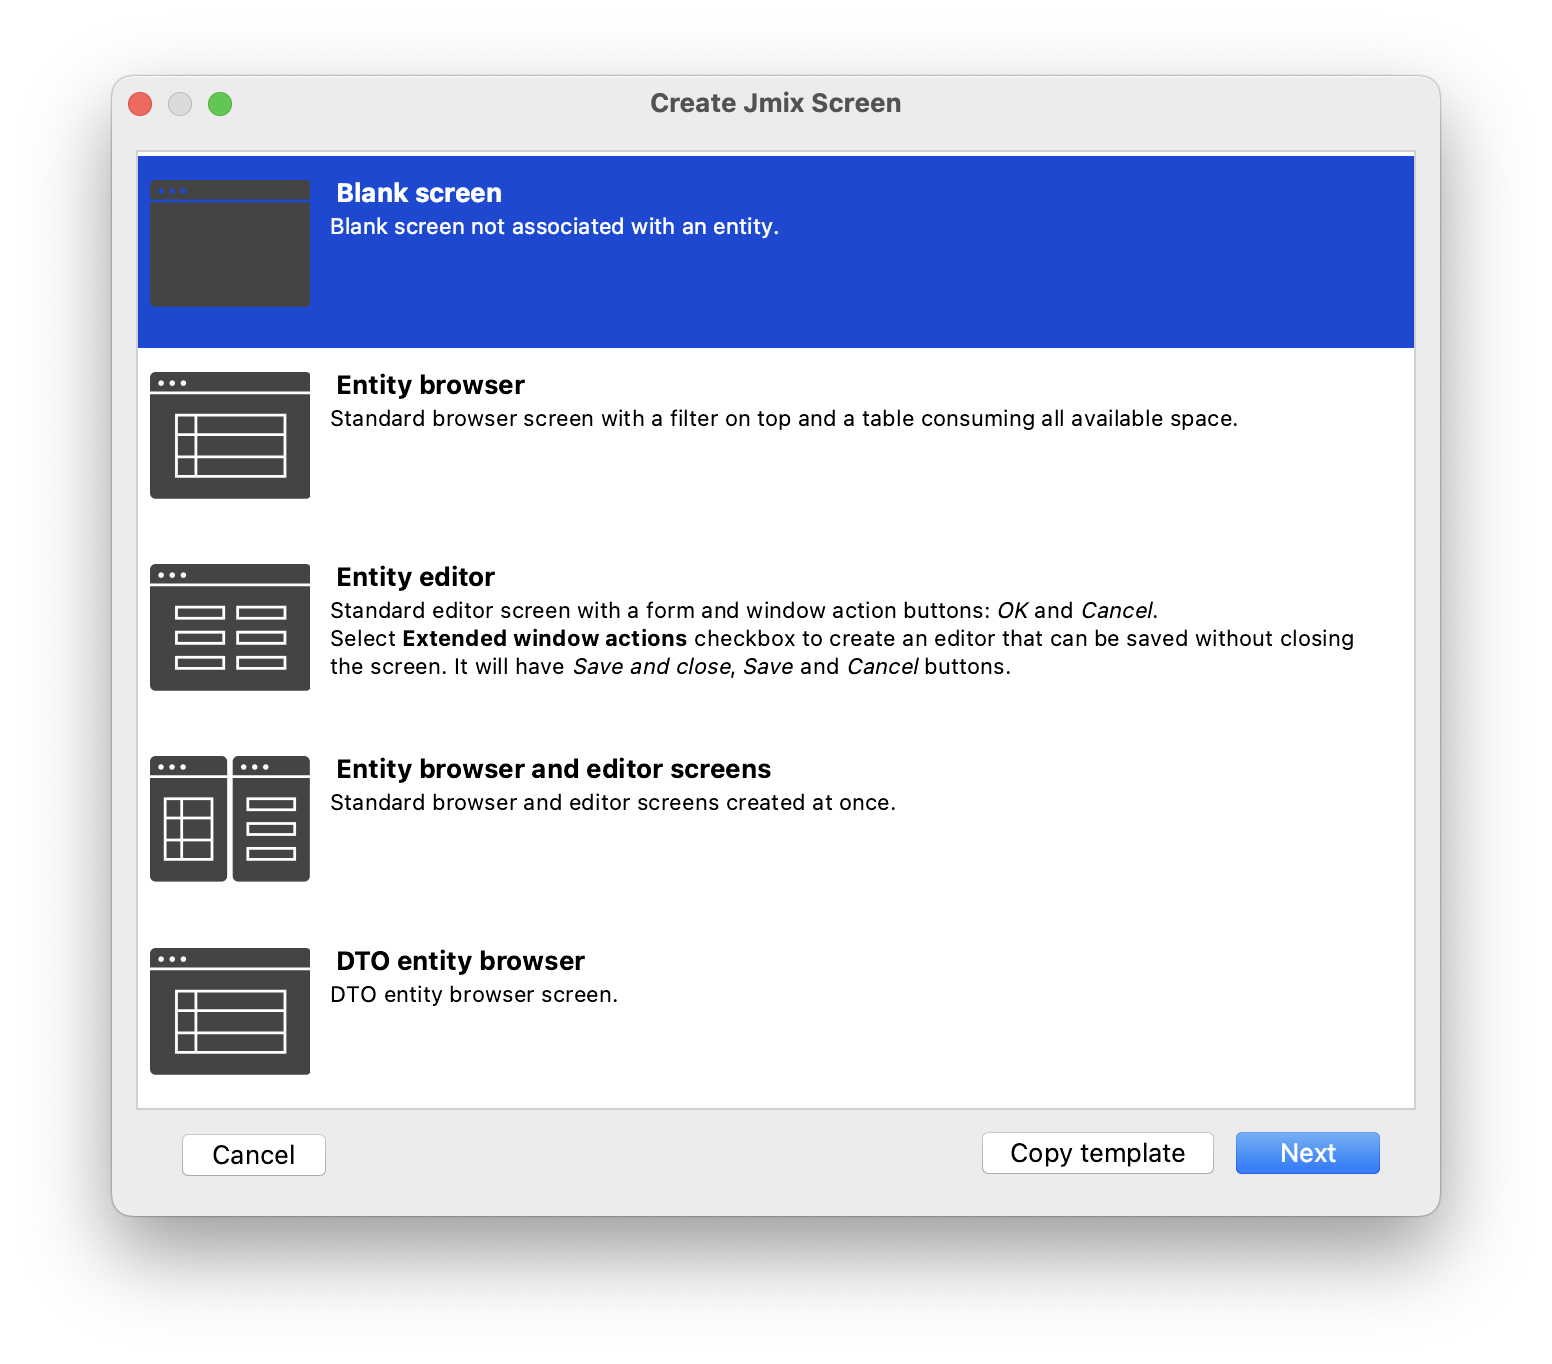 Create Jmix Screen
Blank screen
Blank screen not associated with an entity.
Entity browser
Standard browser screen with a filter on top and a table consuming all available space.
Entity editor
Standard editor screen with a form and window action buttons: OK and Cancel.
Select Extended window actions checkbox to create an editor that can be saved without closing
the screen. It will have Save and close, Save and Cancel buttons.
Entity browser and editor screens
Standard browser and editor screens created at once.
DTO entity browser
DTO entity browser screen.
Cancel
Copy template
Next